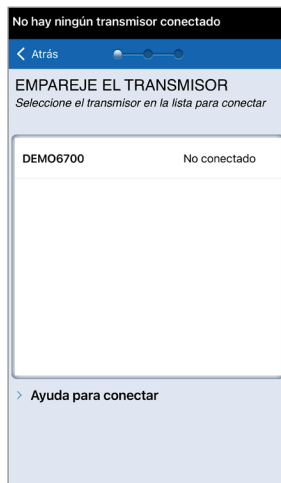 No hay ningún transmisor conectado
Atrás
EMPAREJE EL TRANSMISOR
Seleccione el transmisor en la lista para conectar
DEMO6700 No conectado
Ayuda para conectar